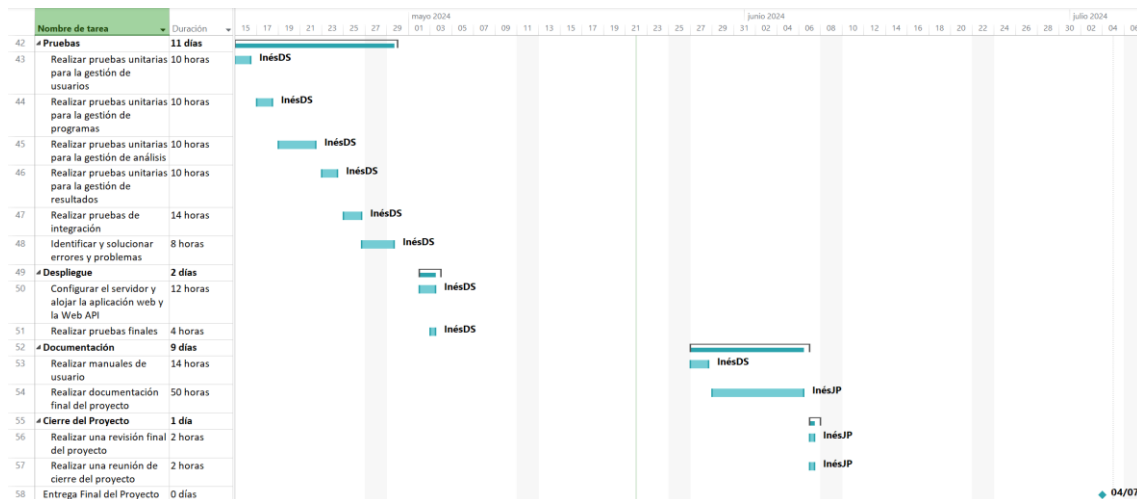 mayo 2024 junio 2024 julio 2024
Nombre de tarea Duración 15 17 19 21 23 25 27 29 01 03 05 07 09 11 13 15 17 19 21 23 25 27 29 31 02 04 06 08 10 12 14 16 18 20 22 24 26 28 30 02 04 06
42 Pruebas 11 días
43 Realizar pruebas unitarias 10 horas InésDS
para la gestión de
usuarios
44 Realizar pruebas unitarias 10 horas InésDS
para la gestión de
programas
45 Realizar pruebas unitarias 10 horas InésDS
para la gestión de análisis
46 Realizar pruebas unitarias 10 horas InésDS
para la gestión de
resultados
47 Realizar pruebas de 14 horas InésDS
integración
48 Identificar y solucionar 8 horas InésDS
errores y problemas
49 Despliegue 2 días
50 Configurar el servidor y 12 horas InésDS
alojar la aplicación web y
la Web API
51 Realizar pruebas finales 4 horas InésDS
52 Documentación 9 días
53 Realizar manuales de 14 horas InésDS
usuario
54 Realizar documentación 50 horas InésJP
final del proyecto
55 Cierre del Proyecto 1 día
56 Realizar una revisión final 2 horas InésJP
del proyecto
57 Realizar una reunión de 2 horas InésJP
cierre del proyecto
58 Entrega Final del Proyecto 0 días 04/07